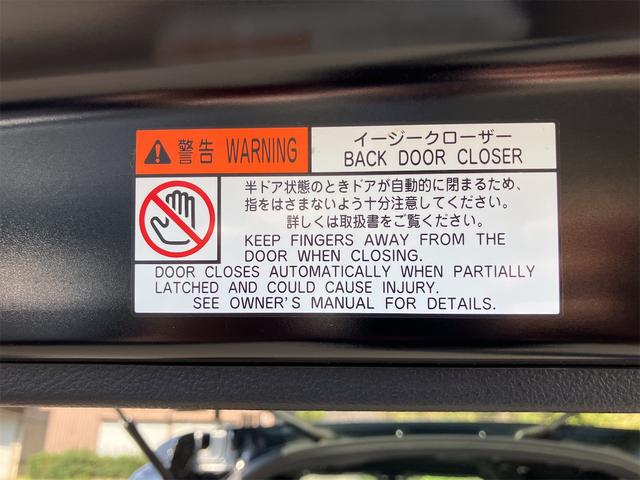 警告 WARNING
イージークローザー
BACK DOOR CLOSER
半ドア状態のときドアが自動的に閉まるため、
指をはさまないよう十分注意してください。
詳しくは取扱書をご覧ください。
KEEP FINGERS AWAY FROM THE
DOOR WHEN CLOSING.
DOOR CLOSES AUTOMATICALLY WHEN PARTIALLY
LATCHED AND COULD CAUSE INJURY.
SEE OWNER'S MANUAL FOR DETAILS.